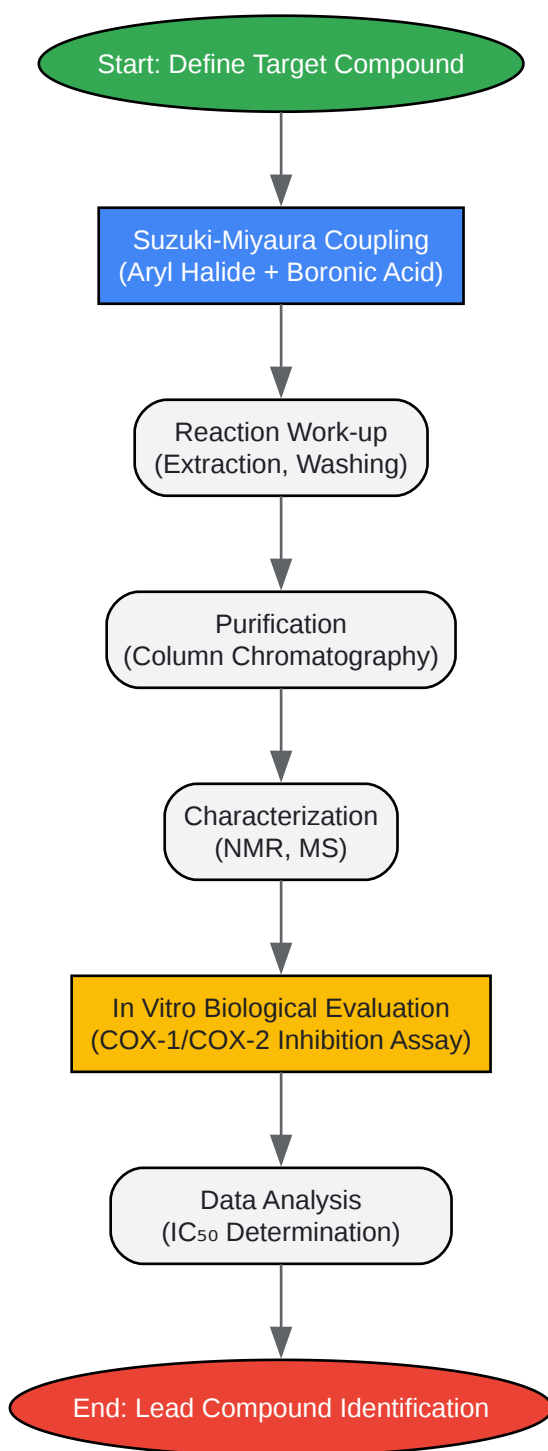 Start: Define Target Compound
Suzuki-Miyaura Coupling
(Aryl Halide + Boronic Acid)
Reaction Work-up
(Extraction, Washing)
Purification
(Column Chromatography)
Characterization
(NMR, MS)
In Vitro Biological Evaluation
(COX-1/COX-2 Inhibition Assay)
Data Analysis
(IC₅₀ Determination)
End: Lead Compound Identification